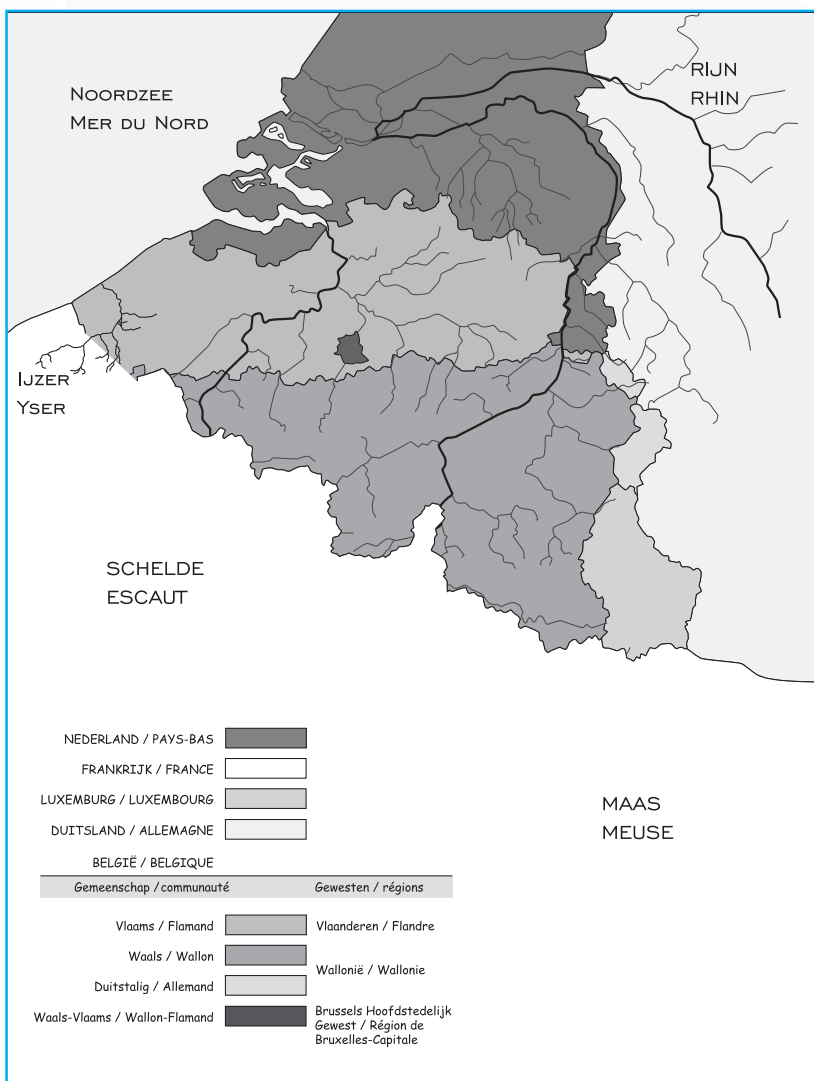 NOORDZEE
MER DU NORD
RIJN
RHIN
IJZER
YSER
SCHELDE
ESCAUT
MAAS
MEUSE
NEDERLAND / PAYS-BAS
FRANKRIJK / FRANCE
LUXEMBURG / LUXEMBOURG
DUITSLAND / ALLEMAGNE
BELGIË / BELGIQUE
Gemeenschap / communauté Gewesten / régions
Vlaams / Flamand Vlaanderen / Flandre
Waals / Wallon
Wallonië / Wallonie
Duitstalig / Allemand
Waals-Vlaams / Wallon-Flamand Brussels Hoofdstedelijk
Gewest / Région de
Bruxelles-Capitale